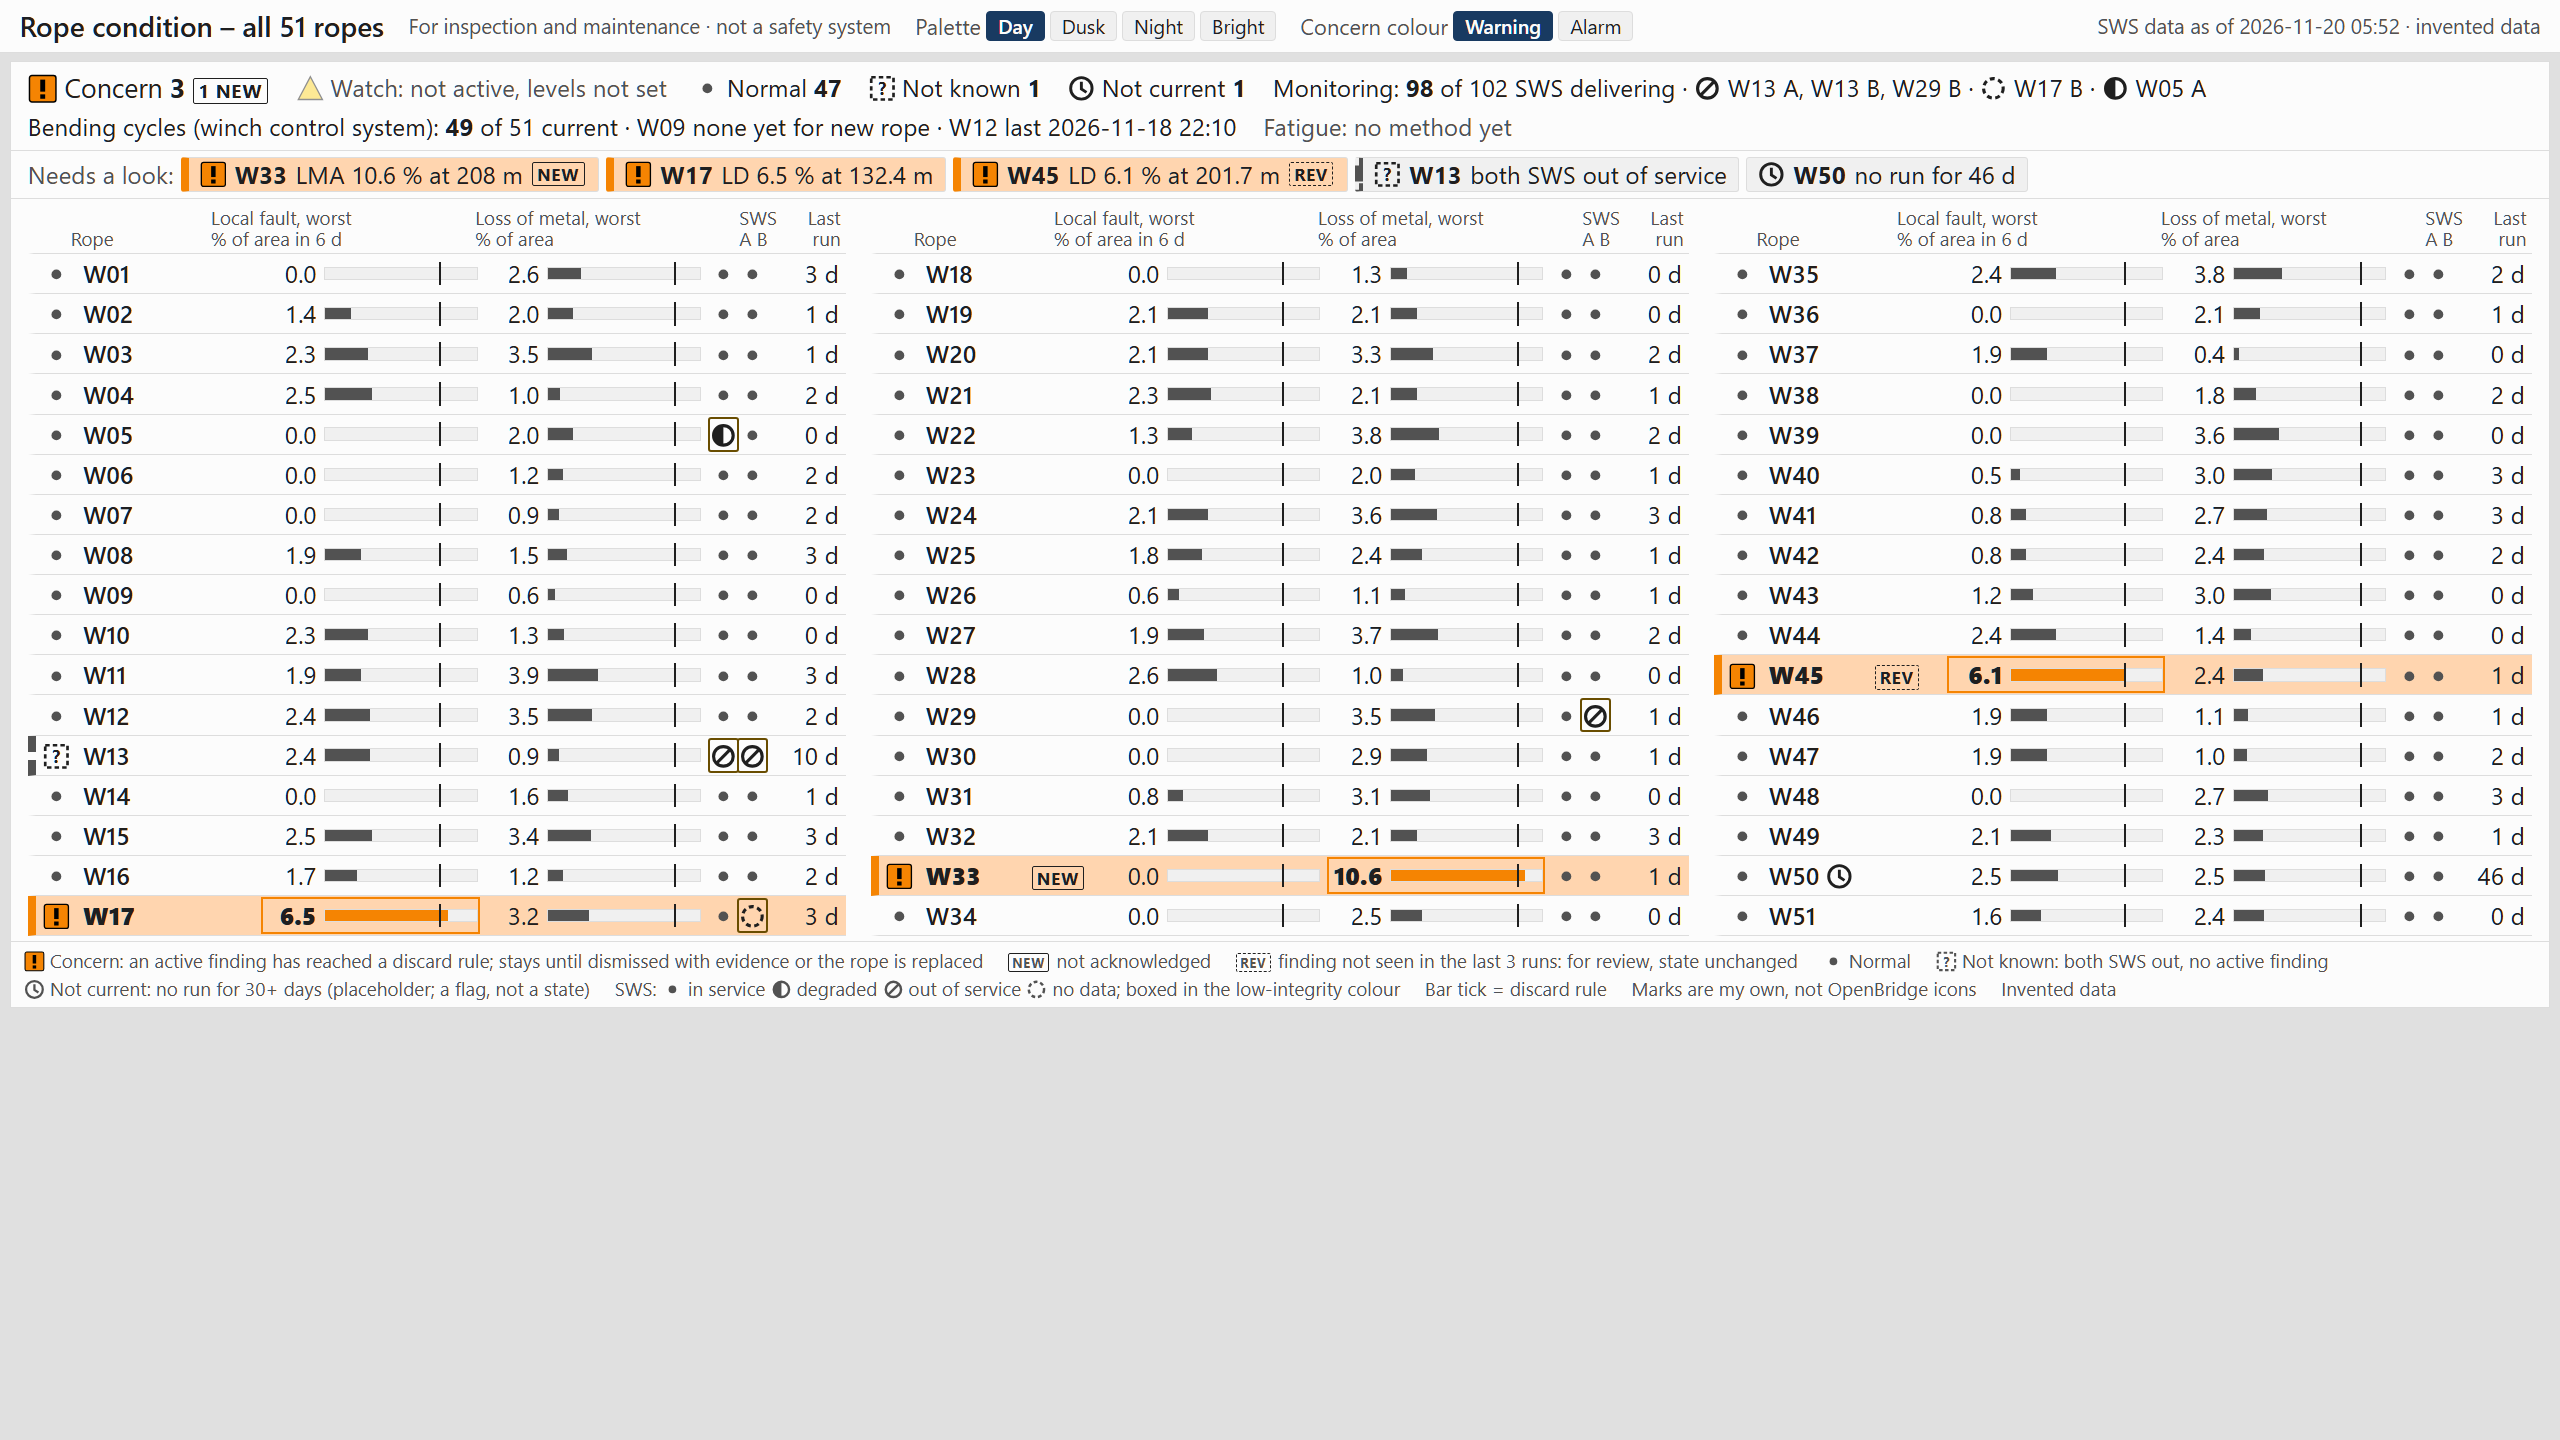 Rope condition – all 51 ropes For inspection and maintenance · not a safety system Palette Day Dusk Night Bright Concern colour Warning Alarm SWS data as of 2026-11-20 05:52 · invented data
! Concern 3 1 NEW Watch: not active, levels not set • Normal 47 ? Not known 1 Not current 1 Monitoring: 98 of 102 SWS delivering · W13 A, W13 B, W29 B · W17 B · W05 A
Bending cycles (winch control system): 49 of 51 current · W09 none yet for new rope · W12 last 2026-11-18 22:10 Fatigue: no method yet
Needs a look: ! W33 LMA 10.6 % at 208 m NEW ! W17 LD 6.5 % at 132.4 m ! W45 LD 6.1 % at 201.7 m REV ? W13 both SWS out of service W50 no run for 46 d
Local fault, worst Loss of metal, worst SWS Last
Rope % of area in 6 d % of area A B run
W01 0.0 2.6 3 d
W02 1.4 2.0 1 d
W03 2.3 3.5 1 d
W04 2.5 1.0 2 d
W05 0.0 2.0 0 d
W06 0.0 1.2 2 d
W07 0.0 0.9 2 d
W08 1.9 1.5 3 d
W09 0.0 0.6 0 d
W10 2.3 1.3 0 d
W11 1.9 3.9 3 d
W12 2.4 3.5 2 d
? W13 2.4 0.9 10 d
W14 0.0 1.6 1 d
W15 2.5 3.4 3 d
W16 1.7 1.2 2 d
! W17 6.5 3.2 3 d
Local fault, worst Loss of metal, worst SWS Last
Rope % of area in 6 d % of area A B run
W18 0.0 1.3 0 d
W19 2.1 2.1 0 d
W20 2.1 3.3 2 d
W21 2.3 2.1 1 d
W22 1.3 3.8 2 d
W23 0.0 2.0 1 d
W24 2.1 3.6 3 d
W25 1.8 2.4 1 d
W26 0.6 1.1 1 d
W27 1.9 3.7 2 d
W28 2.6 1.0 0 d
W29 0.0 3.5 1 d
W30 0.0 2.9 1 d
W31 0.8 3.1 0 d
W32 2.1 2.1 3 d
! W33 NEW 0.0 10.6 1 d
W34 0.0 2.5 0 d
Local fault, worst Loss of metal, worst SWS Last
Rope % of area in 6 d % of area A B run
W35 2.4 3.8 2 d
W36 0.0 2.1 1 d
W37 1.9 0.4 0 d
W38 0.0 1.8 2 d
W39 0.0 3.6 0 d
W40 0.5 3.0 3 d
W41 0.8 2.7 3 d
W42 0.8 2.4 2 d
W43 1.2 3.0 0 d
W44 2.4 1.4 0 d
! W45 REV 6.1 2.4 1 d
W46 1.9 1.1 1 d
W47 1.9 1.0 2 d
W48 0.0 2.7 3 d
W49 2.1 2.3 1 d
W50 2.5 2.5 46 d
W51 1.6 2.4 0 d
! Concern: an active finding has reached a discard rule; stays until dismissed with evidence or the rope is replaced NEW not acknowledged REV finding not seen in the last 3 runs: for review, state unchanged • Normal ? Not known: both SWS out, no active finding
Not current: no run for 30+ days (placeholder; a flag, not a state) SWS: • in service degraded out of service no data; boxed in the low-integrity colour Bar tick = discard rule Marks are my own, not OpenBridge icons Invented data